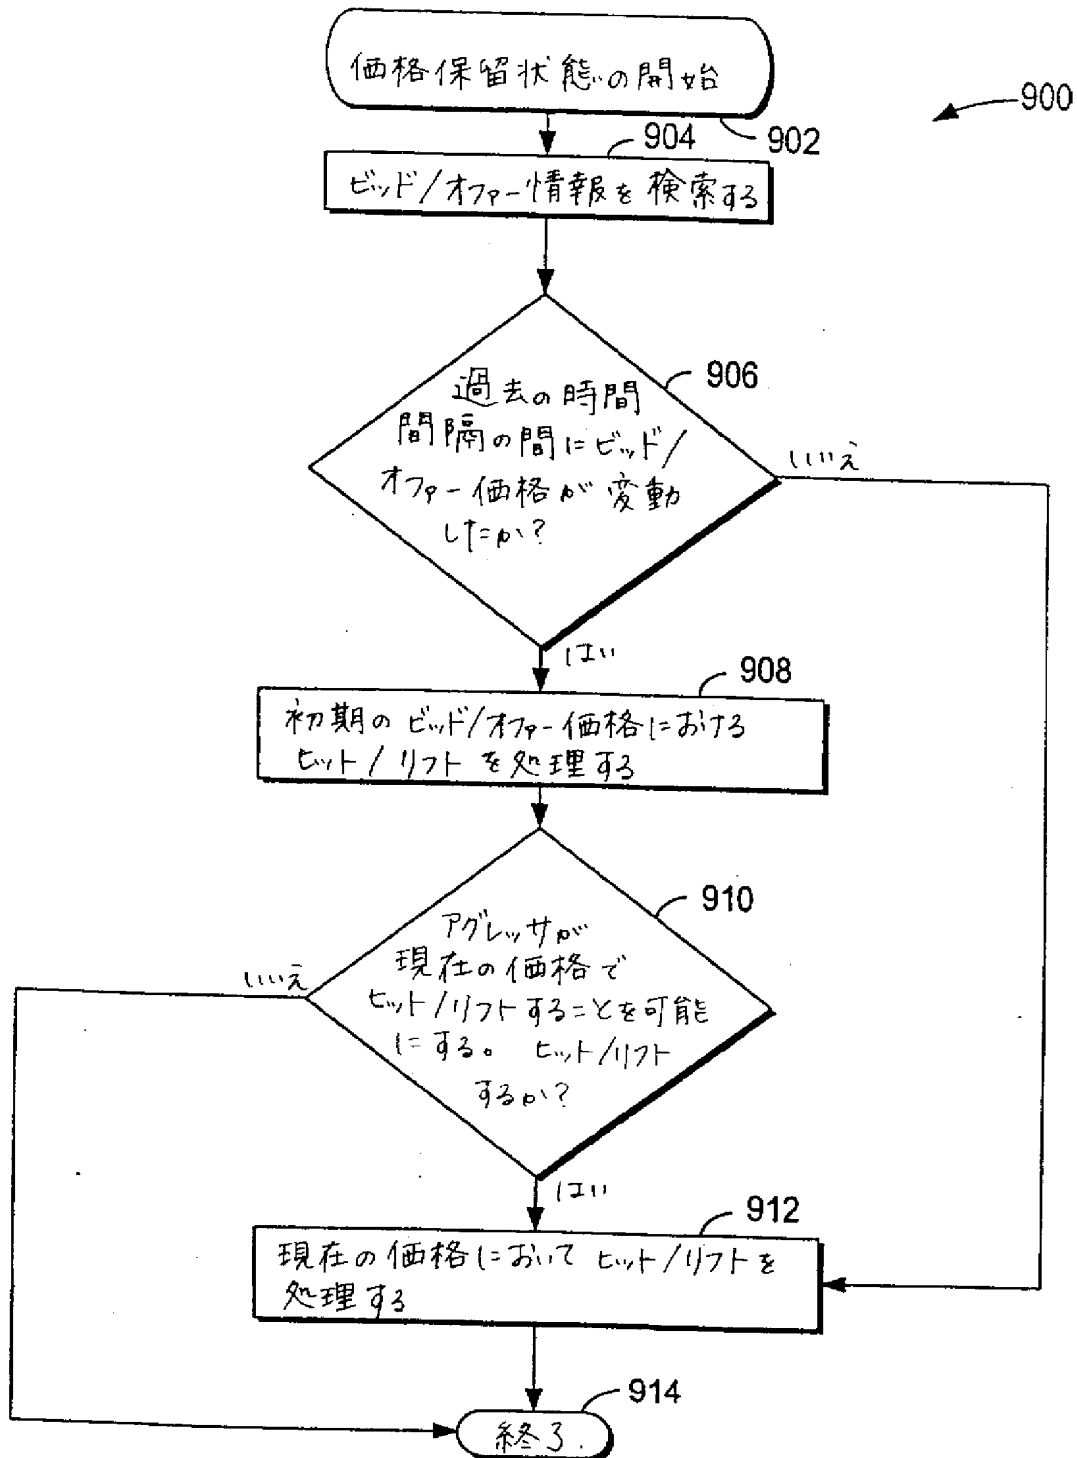 価格保留状態の開始
900
902
904
ビッド/オファー情報を検索する
906
過去の時間
間隔の間にビッド/
オファー価格が変動
したか?
いいえ
はい
908
初期のビッド/オファー価格における
ヒット/リフトを処理する
910
アグレッサが
現在の価格で
ヒット/リフトすることを可能
にする。 ヒット/リフト
するか?
いいえ
はい
912
現在の価格においてヒット/リフトを
処理する
914
終了.